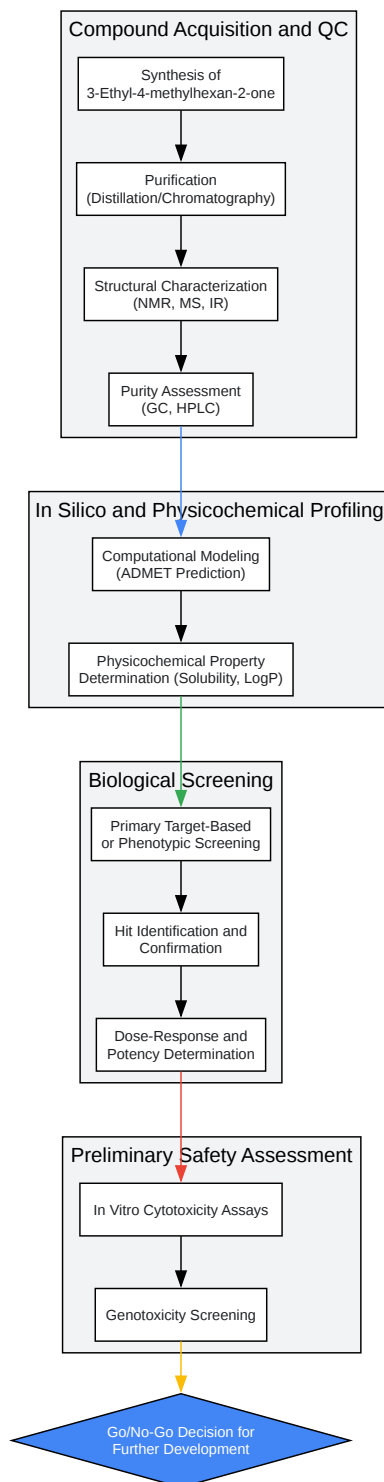 Compound Acquisition and QC
Synthesis of
3-Ethyl-4-methylhexan-2-one
Purification
(Distillation/Chromatography)
Structural Characterization
(NMR, MS, IR)
Purity Assessment
(GC, HPLC)
In Silico and Physicochemical Profiling
Computational Modeling
(ADMET Prediction)
Physicochemical Property
Determination (Solubility, LogP)
Biological Screening
Primary Target-Based
or Phenotypic Screening
Hit Identification and
Confirmation
Dose-Response and
Potency Determination
Preliminary Safety Assessment
In Vitro Cytotoxicity Assays
Genotoxicity Screening
Go/No-Go Decision for
Further Development